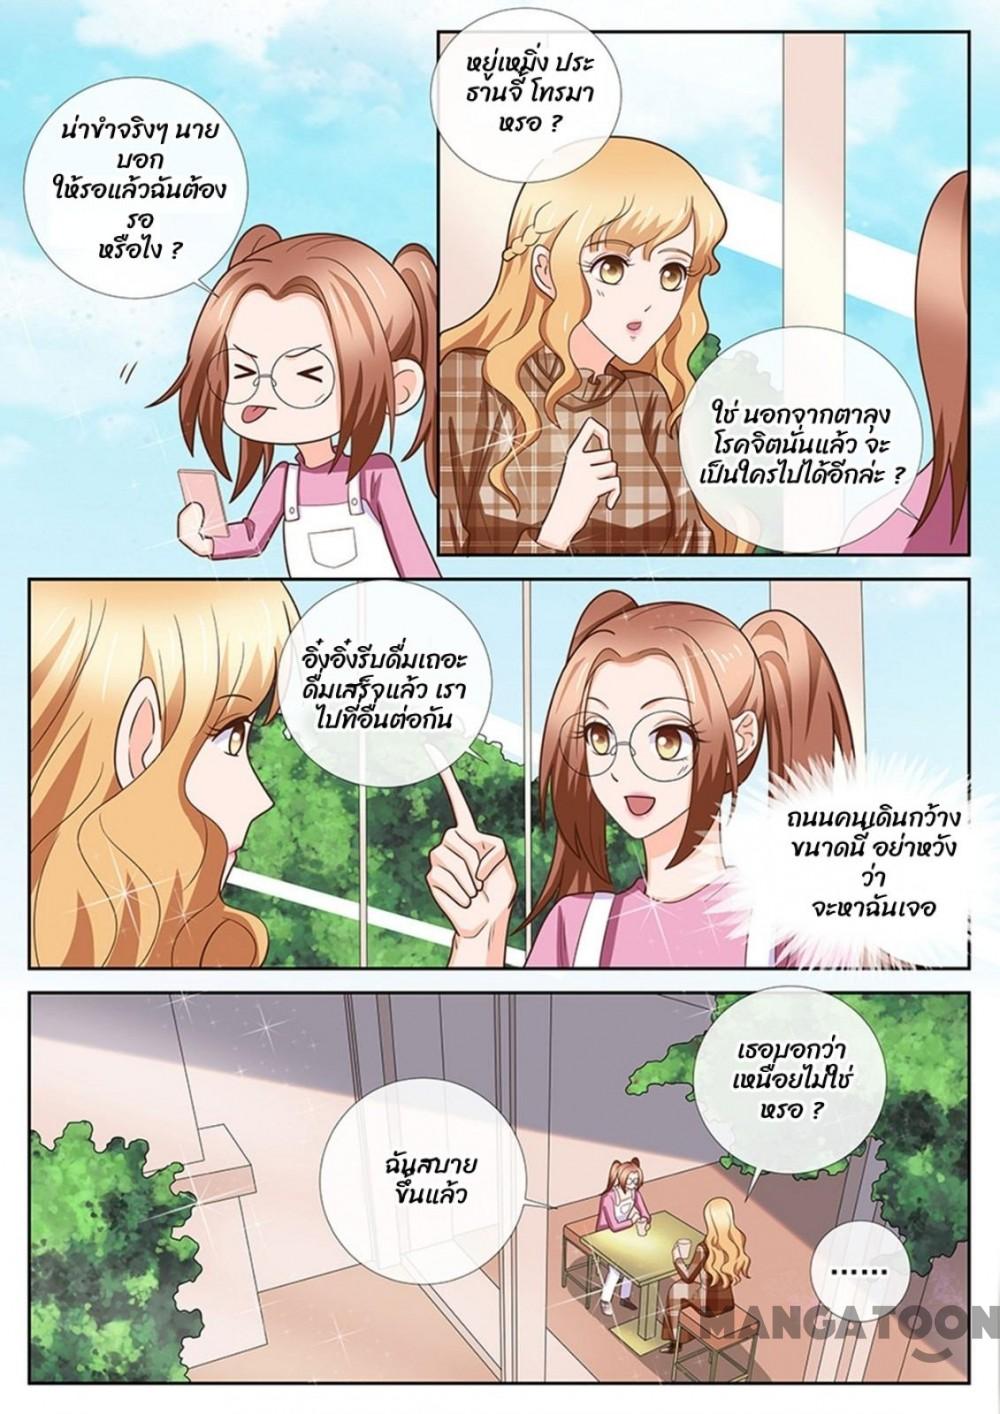 น่าขำจริงๆ นาย
บอก
ให้รอแล้วฉันต้อง
รอ
หรือไง ?
หยู่เหมิ่ง ประ
ธานจี้ โทรมา
หรอ ?
ใช่ นอกจากตาลุง
โรคจิตนั่นแล้ว จะ
เป็นใครไปได้อีกล่ะ ?
อิ๋งอิ๋งรีบดื่มเถอะ
ดื่มเสร็จแล้ว เรา
ไปที่อื่นต่อกัน
ถนนคนเดินกว้าง
ขนาดนี้ อย่าหวัง
ว่า
จะหาฉันเจอ
เธอบอกว่า
เหนื่อยไม่ใช่
หรอ ?
ฉันสบาย
ขึ้นแล้ว
......
MANGATOON